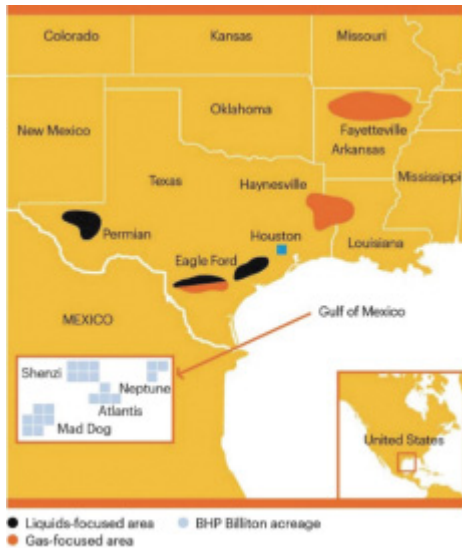 Colorado
Kansas
Missouri
Oklahoma
New Mexico
Fayetteville
Arkansas
Mississippi
Texas
Haynesville
Permian
Houston
Louisiana
Eagle Ford
Gulf of Mexico
MEXICO
Shenzi
Neptune
Atlantis
Mad Dog
United States
Liquids-focused area
BHP Billiton acreage
Gas-focused area